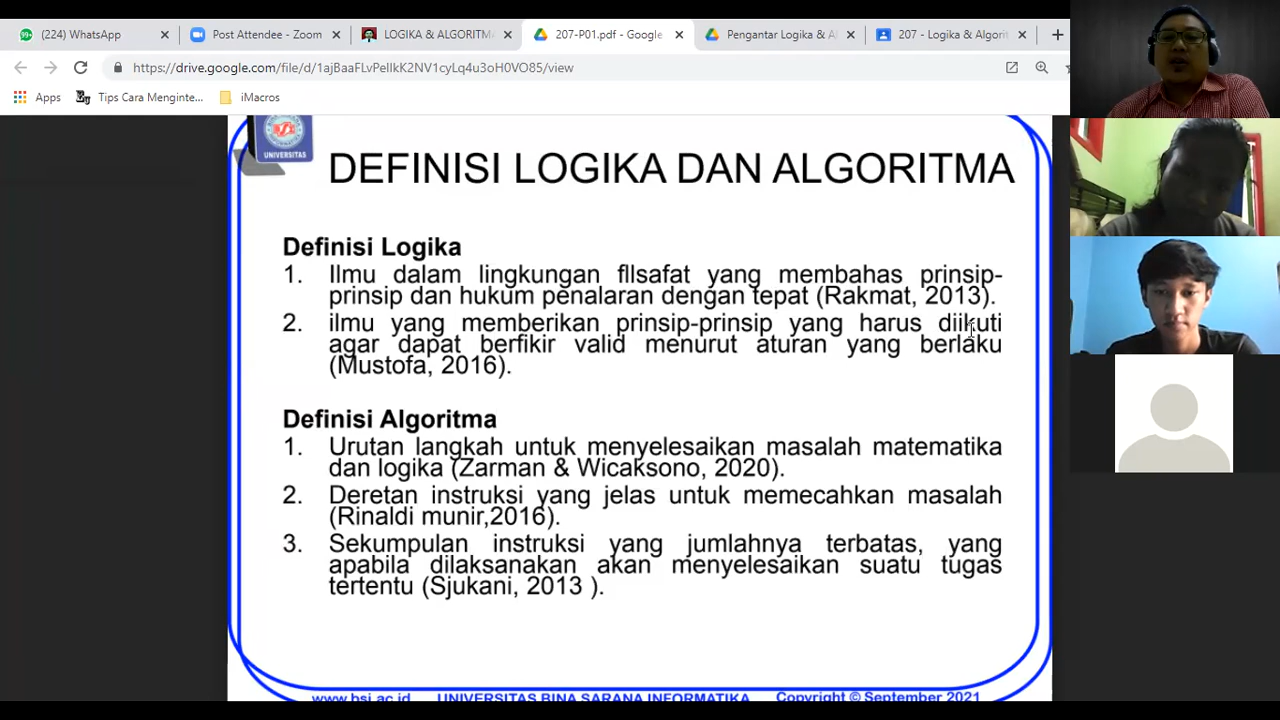 99+ (224) WhatsApp
Post Attendee - Zoom
LOGIKA & ALGORITMA
207-P01.pdf - Google
Pengantar Logika & Al
207 - Logika & Algorit
https://drive.google.com/file/d/1ajBaaFLvPelIkK2NV1cyLq4u3oH0VO85/view
Apps
Tips Cara Menginte...
iMacros
UNIVERSITAS
DEFINISI LOGIKA DAN ALGORITMA
Definisi Logika
1. Ilmu dalam lingkungan fIlsafat yang membahas prinsip-
prinsip dan hukum penalaran dengan tepat (Rakmat, 2013).
2. ilmu yang memberikan prinsip-prinsip yang harus diikuti
agar dapat berfikir valid menurut aturan yang berlaku
(Mustofa, 2016).
Definisi Algoritma
1. Urutan langkah untuk menyelesaikan masalah matematika
dan logika (Zarman & Wicaksono, 2020).
2. Deretan instruksi yang jelas untuk memecahkan masalah
(Rinaldi munir,2016).
3. Sekumpulan instruksi yang jumlahnya terbatas, yang
apabila dilaksanakan akan menyelesaikan suatu tugas
tertentu (Sjukani, 2013 ).
www.bsi.ac.id UNIVERSITAS BINA SARANA INFORMATIKA Copyright © September 2021